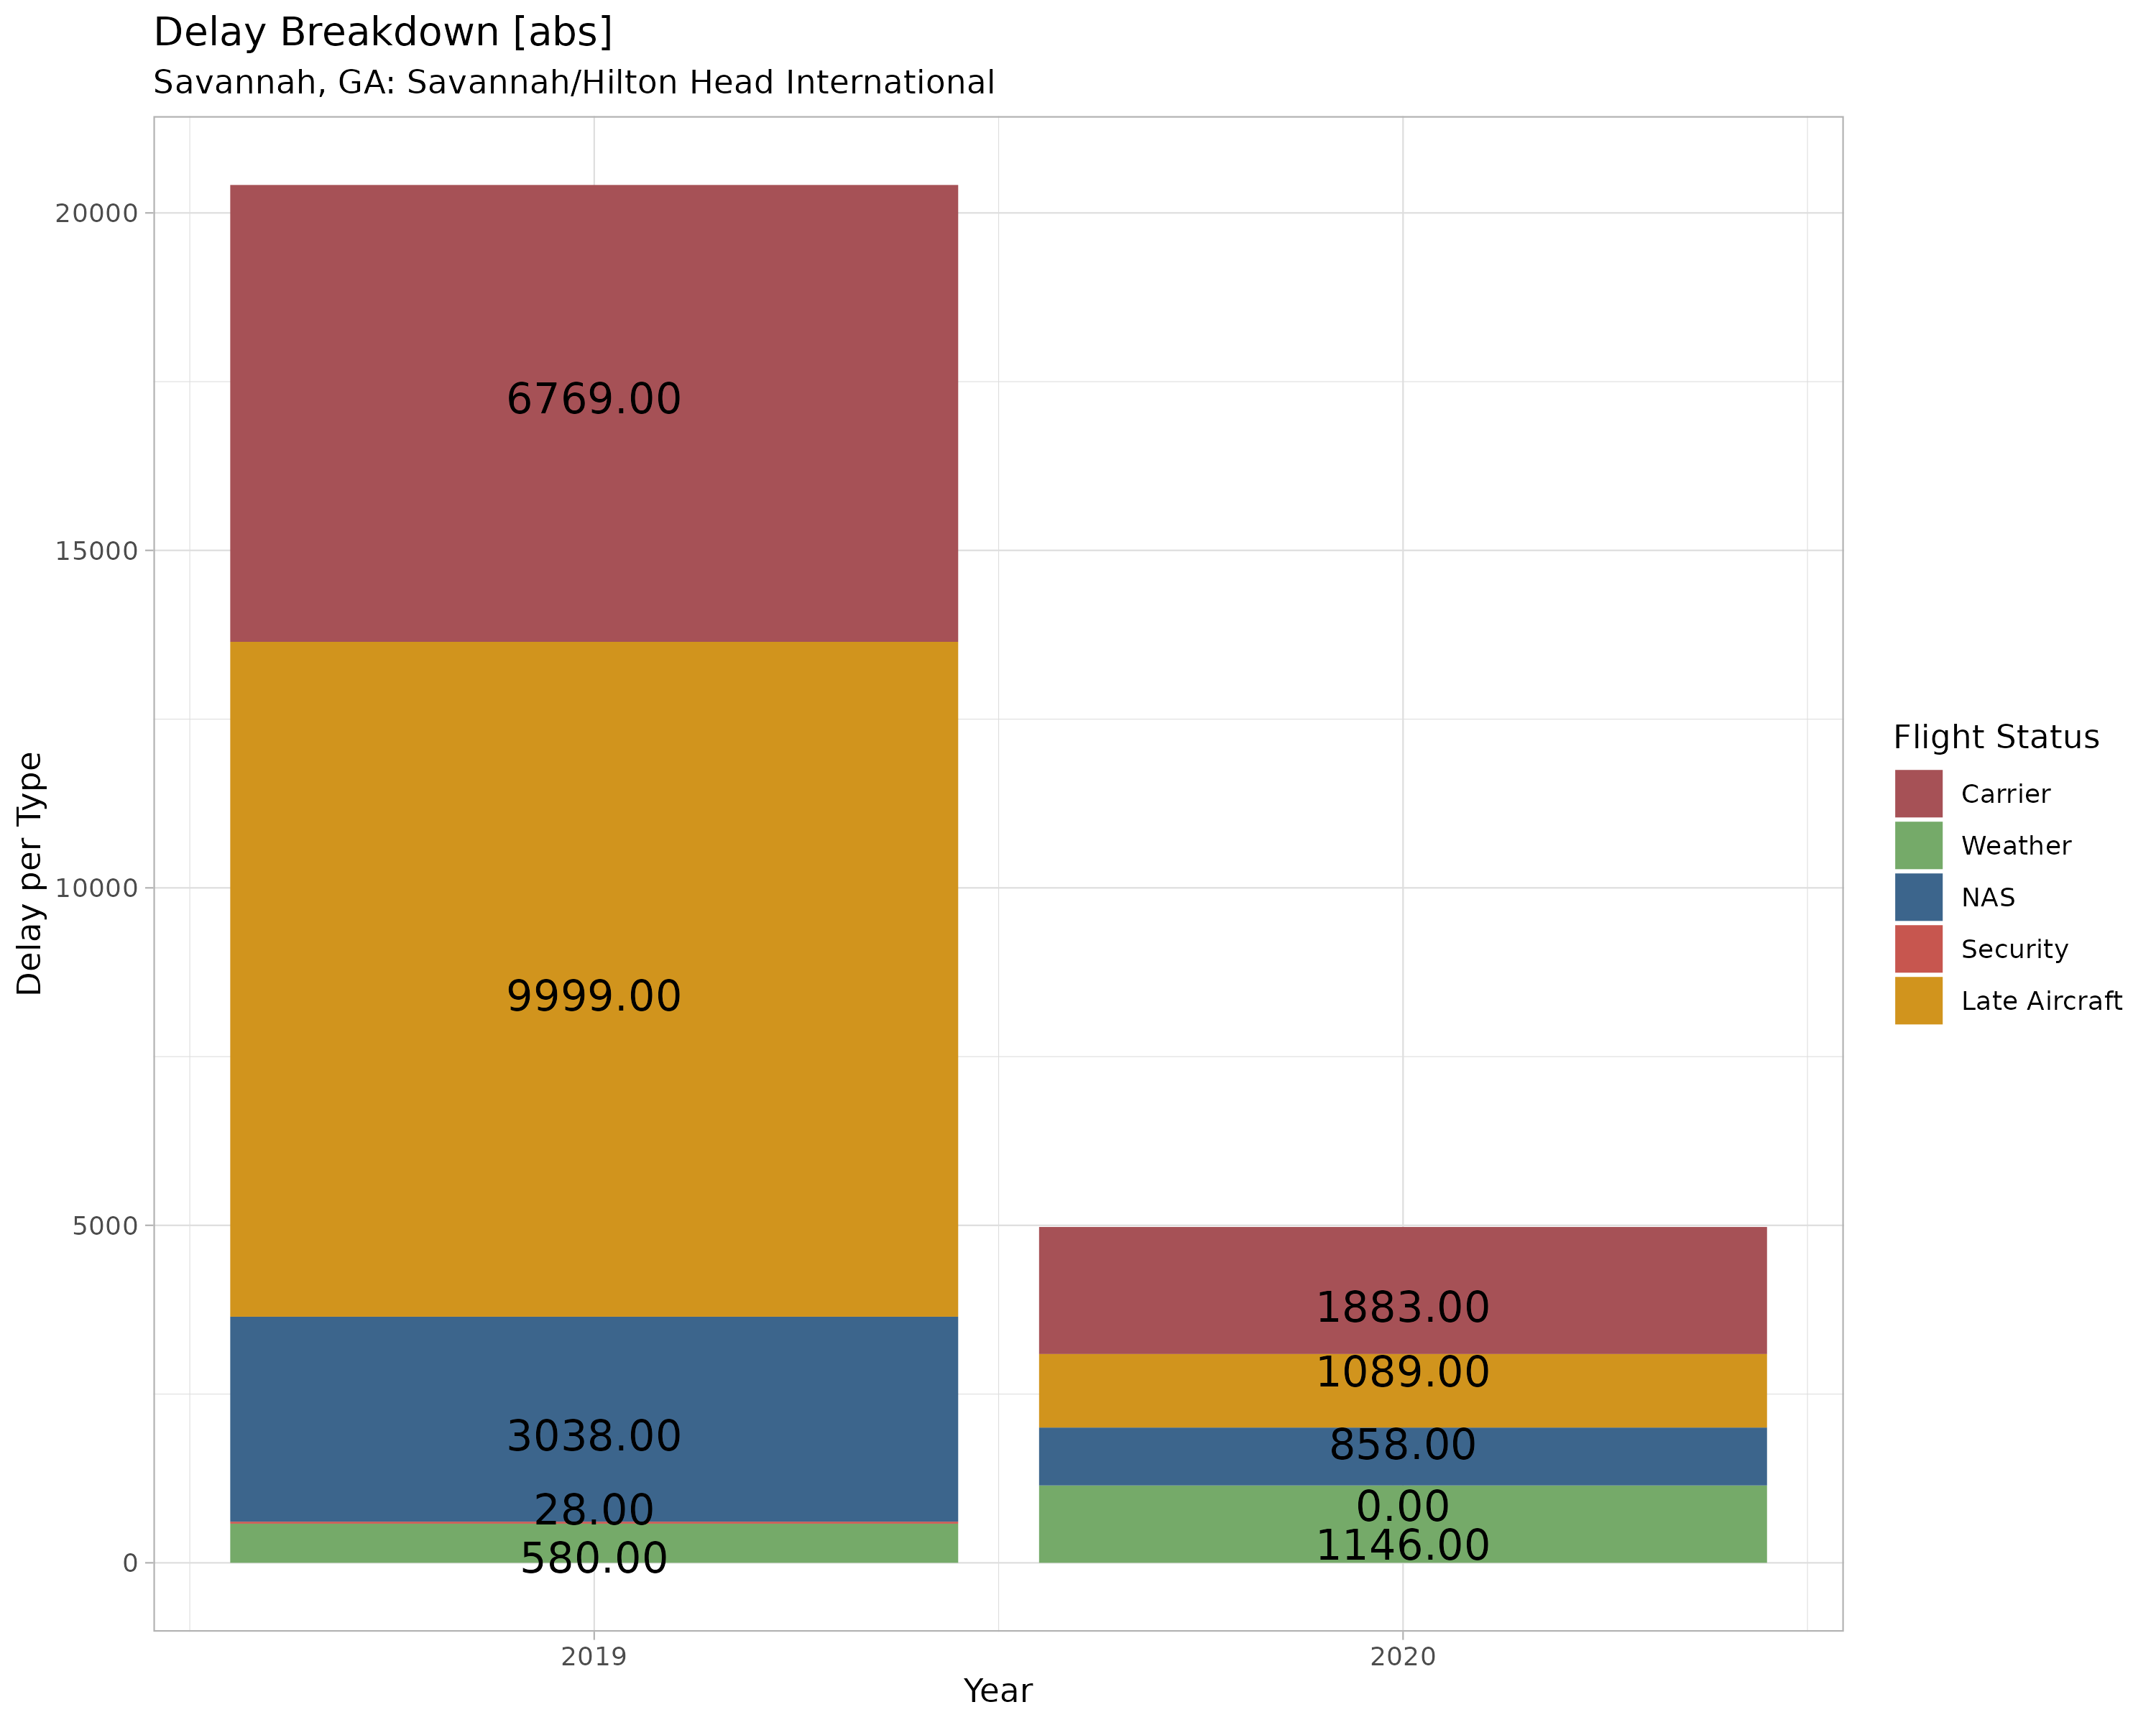 Delay Breakdown [abs]
Savannah, GA: Savannah/Hilton Head International
Delay per Type
20000
15000
10000
5000
0
6769.00
9999.00
3038.00
28.00
580.00
1883.00
1089.00
858.00
0.00
1146.00
2019
2020
Year
Flight Status
Carrier
Weather
NAS
Security
Late Aircraft